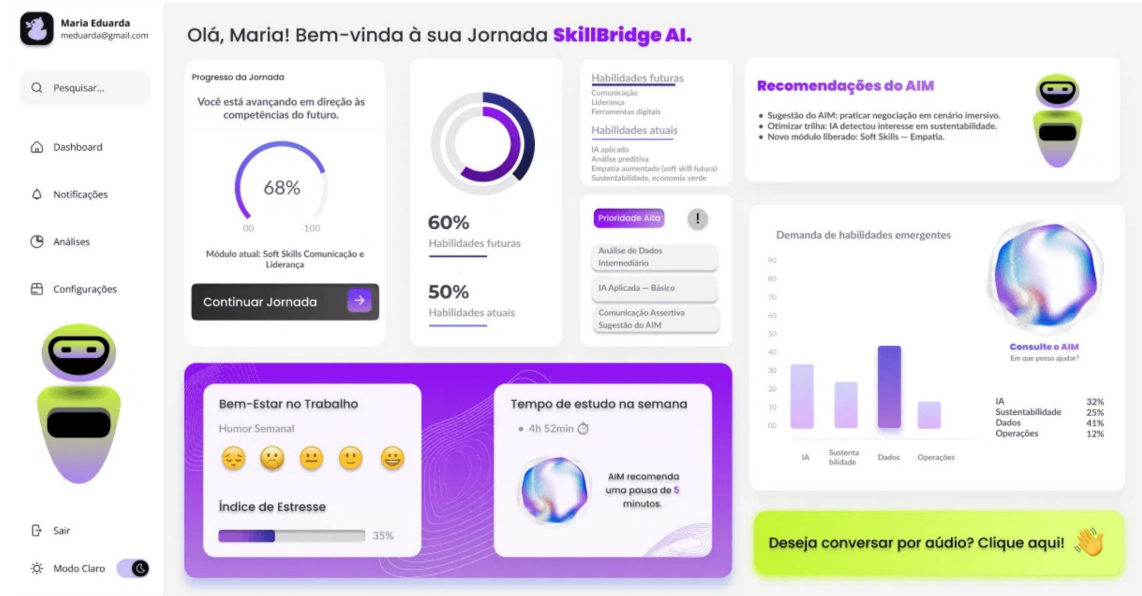 Maria Eduarda
meduarda@gmail.com
Pesquisar...
Dashboard
Notificações
Análises
Configurações
Sair
Modo Claro
Olá, Maria! Bem-vinda à sua Jornada SkillBridge AI.
Progresso da Jornada
Você está avançando em direção às
competências do futuro.
68%
00 100
Módulo atual: Soft Skills Comunicação e
Liderança
Continuar Jornada
60%
Habilidades futuras
50%
Habilidades atuais
Habilidades futuras
Comunicação
Liderança
Ferramentas digitais
Habilidades atuais
IA aplicada
Análise preditiva
Empatia aumentada (soft skill futura)
Sustentabilidade, economia verde
Prioridade Alta
!
Análise de Dados
Intermediário
IA Aplicada — Básico
Comunicação Assertiva
Sugestão do AIM
Recomendações do AIM
• Sugestão do AIM: praticar negociação em cenário imersivo.
• Otimizar trilha: IA detectou interesse em sustentabilidade.
• Novo módulo liberado: Soft Skills — Empatia.
Demanda de habilidades emergentes
90
80
70
60
50
40
30
20
10
00
IA
Sustenta
bilidade
Dados
Operações
Consulte o AIM
Em que posso ajudar?
IA 32%
Sustentabilidade 25%
Dados 41%
Operações 12%
Bem-Estar no Trabalho
Humor Semanal
Índice de Estresse
35%
Tempo de estudo na semana
• 4h 52min
AIM recomenda
uma pausa de 5
minutos.
Deseja conversar por aúdio? Clique aqui!